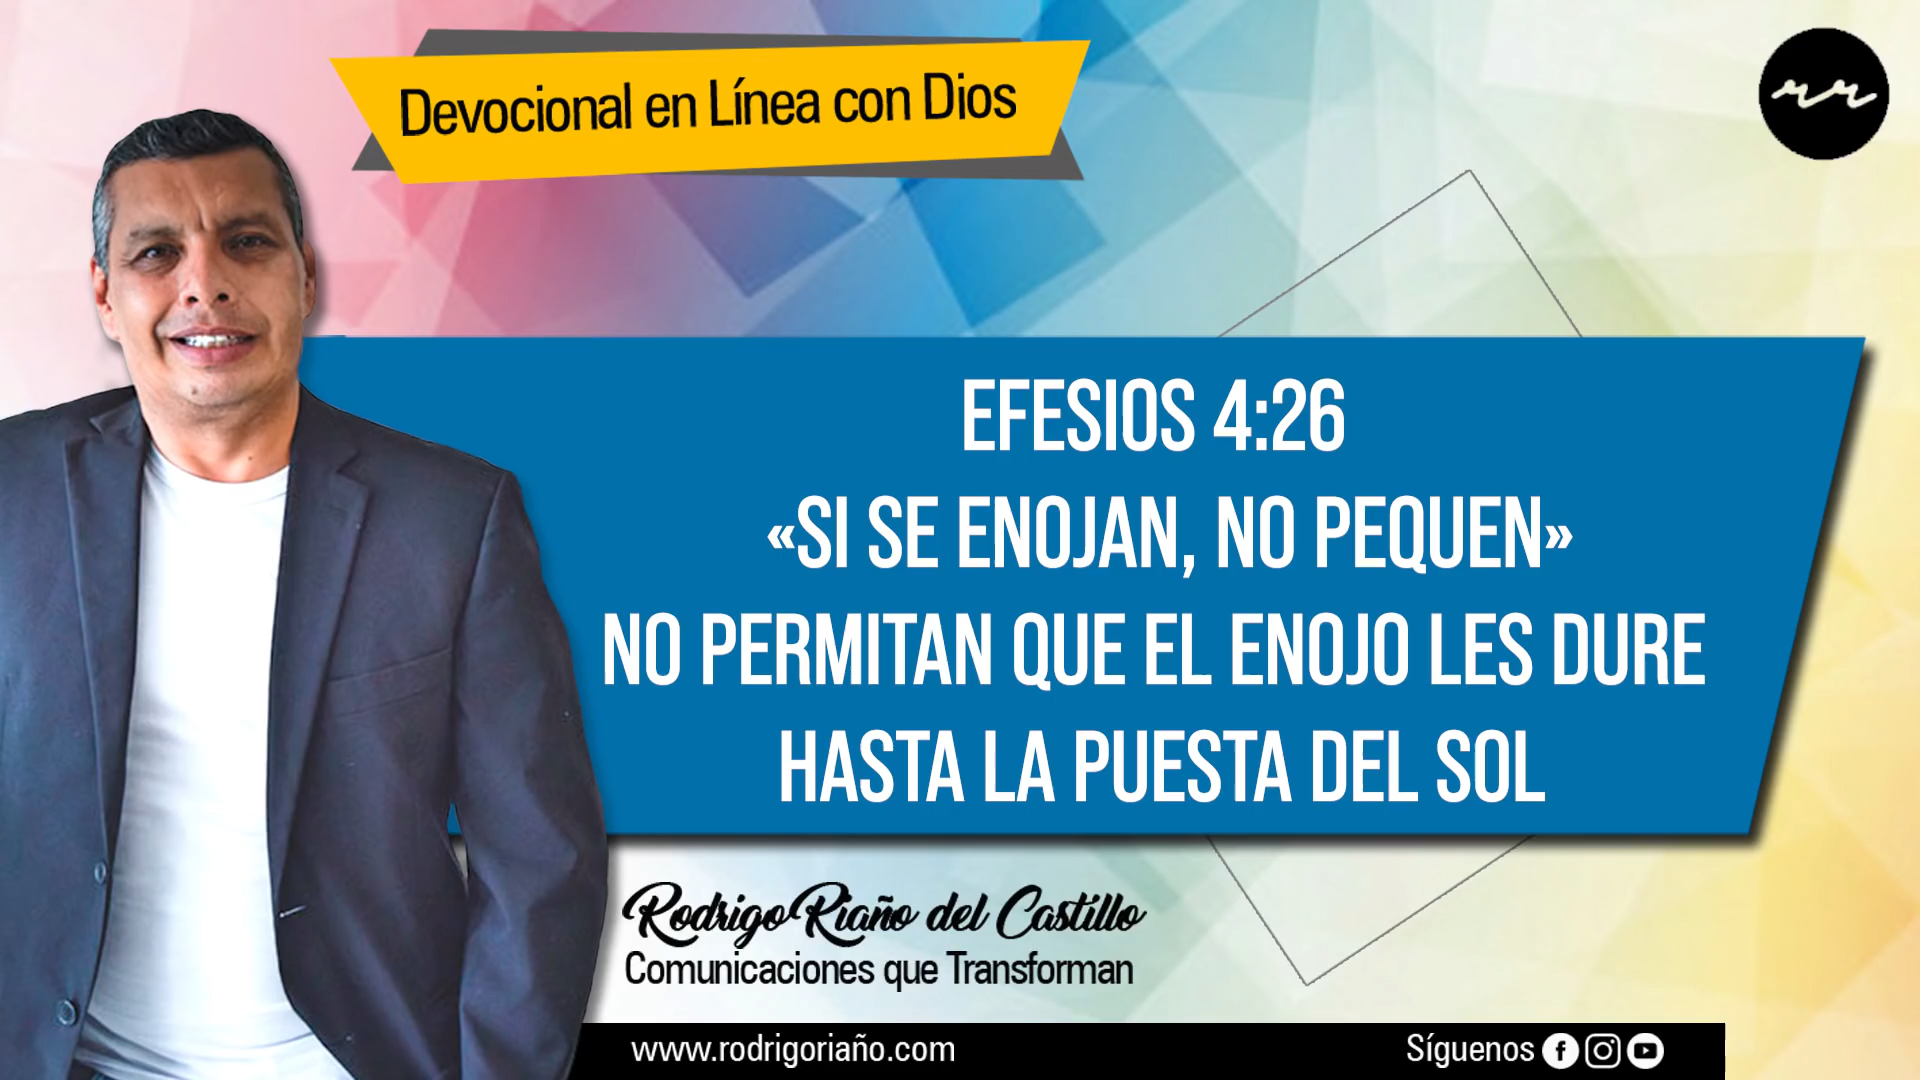 Devocional en Línea con Dios
rr
EFESIOS 4:26
«SI SE ENOJAN, NO PEQUEN»
NO PERMITAN QUE EL ENOJO LES DURE
HASTA LA PUESTA DEL SOL
Rodrigo Riaño del Castillo
Comunicaciones que Transforman
www.rodrigoriaño.com
Síguenos